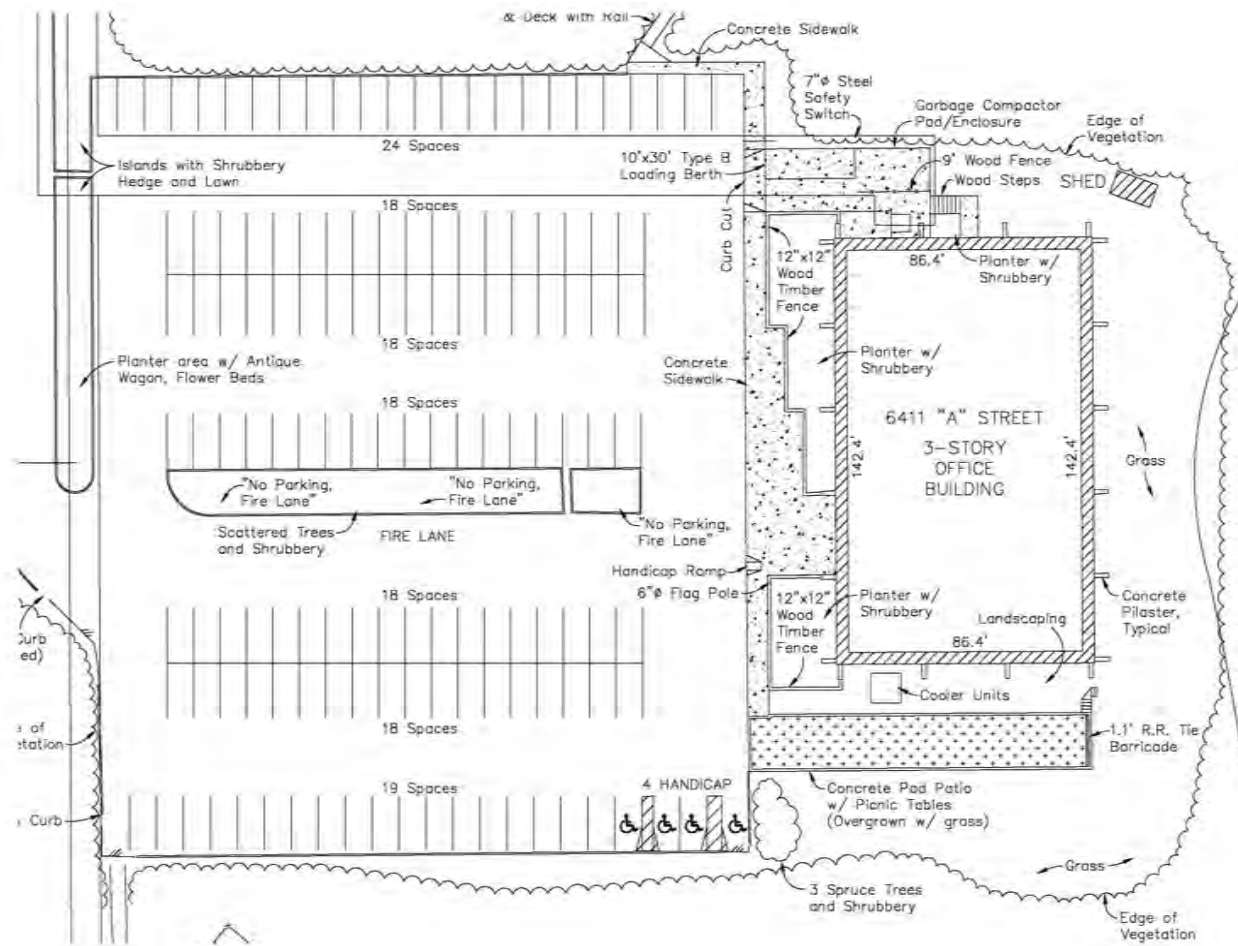 & Deck with Rail
Concrete Sidewalk
7"ø Steel
Safety
Switch
Garbage Compactor
Pad/Enclosure
Edge of
Vegetation
24 Spaces
Islands with Shrubbery
Hedge and Lawn
10'x30' Type B
Loading Berth
9' Wood Fence
Wood Steps
SHED
18 Spaces
Curb Cut
12"x12"
Wood
Timber
Fence
86.4'
Planter w/
Shrubbery
18 Spaces
Planter area w/ Antique
Wagon, Flower Beds
Concrete
Sidewalk
Planter w/
Shrubbery
18 Spaces
6411 "A" STREET
3-STORY
OFFICE
BUILDING
142.4'
142.4'
Grass
"No Parking,
Fire Lane"
"No Parking,
Fire Lane"
Scattered Trees
and Shrubbery
FIRE LANE
"No Parking,
Fire Lane"
Handicap Ramp
6"ø Flag Pole
18 Spaces
12"x12"
Wood
Timber
Fence
Planter w/
Shrubbery
Landscaping
Concrete
Pilaster,
Typical
Curb
ed)
86.4'
Cooler Units
18 Spaces
e of
etation
1.1' R.R. Tie
Barricade
19 Spaces
4 HANDICAP
Curb
Concrete Pad Patio
w/ Picnic Tables
(Overgrown w/ grass)
Grass
3 Spruce Trees
and Shrubbery
Edge of
Vegetation